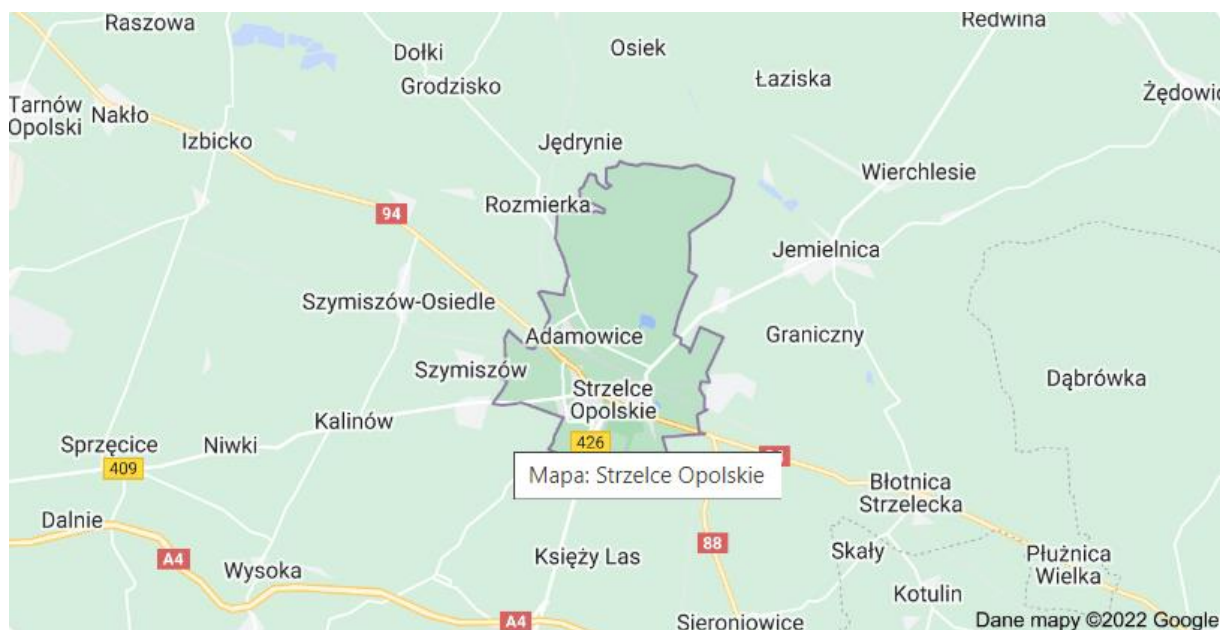 Raszowa
Redwina
Dołki
Osiek
Grodzisko
Łaziska
Żędowic
Tarnów
Opolski
Nakło
Izbicko
Jędrynie
Wierchlesie
Rozmierka
94
Jemielnica
Szymiszów-Osiedle
Adamowice
Graniczny
Szymiszów
Strzelce
Opolskie
Dąbrówka
Kalinów
Sprzęcice
Niwki
426
409
Mapa: Strzelce Opolskie
Błotnica
Strzelecka
Dalnie
A4
Wysoka
Księży Las
88
Skały
Płużnica
Wielka
Kotulin
A4
Sieroniowice
Dane mapy ©2022 Google